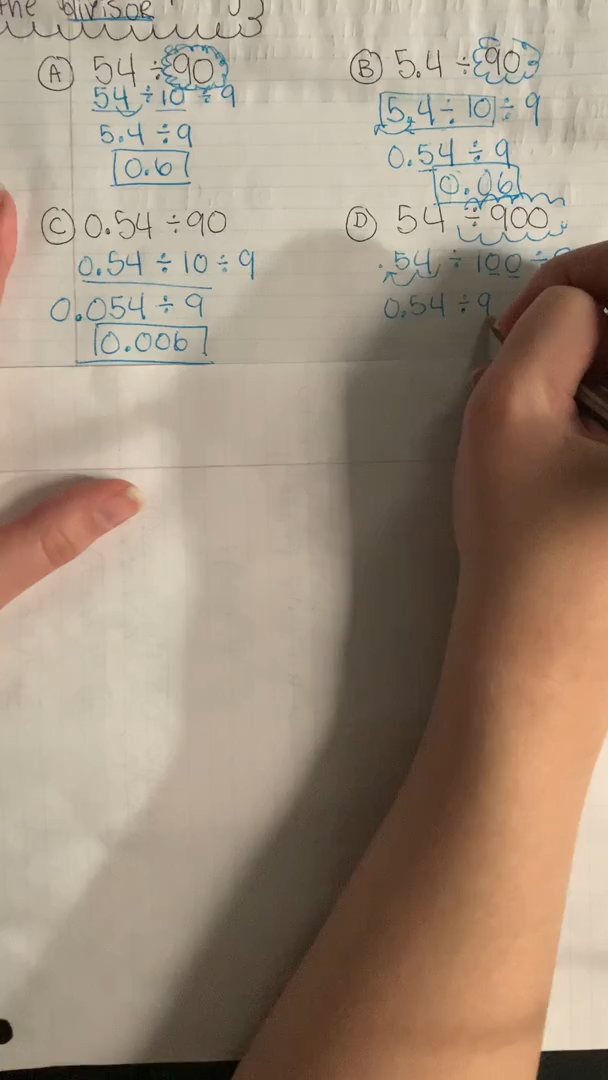 the Divisor
Ⓐ 54 ÷ 90
54 ÷ 10 ÷ 9
5.4 ÷ 9
0.6
Ⓑ 5.4 ÷ 90
5.4 ÷ 10 ÷ 9
0.54 ÷ 9
0.06
Ⓒ 0.54 ÷ 90
0.54 ÷ 10 ÷ 9
0.054 ÷ 9
0.006
Ⓓ 54 ÷ 900
.54 ÷ 100 ÷
0.54 ÷ 9